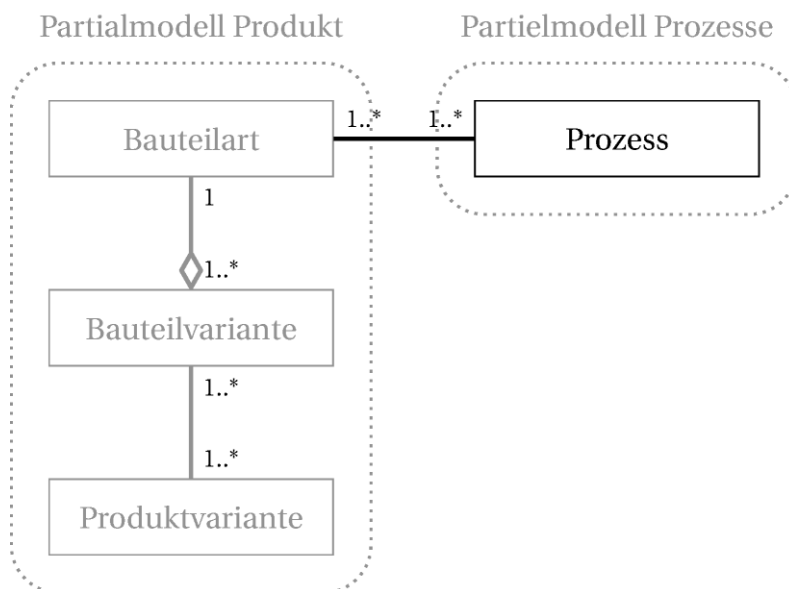 Partialmodell Produkt
Partielmodell Prozesse
Bauteilart
1..*
1..*
Prozess
1
1..*
Bauteilvariante
1..*
1..*
Produktvariante